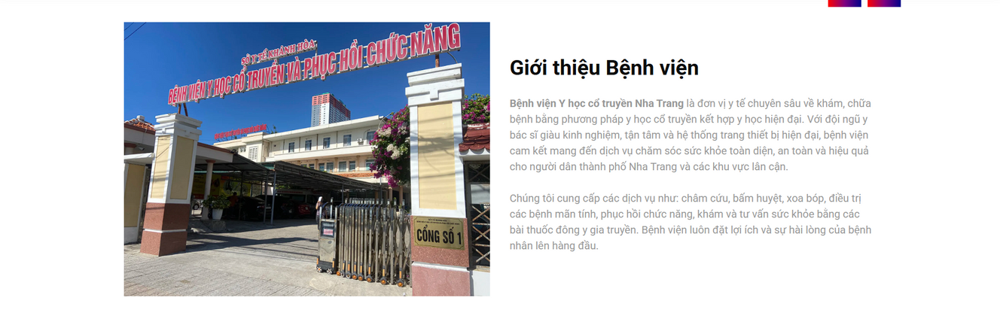 SỞ Y TẾ KHÁNH HÒA
BỆNH VIỆN Y HỌC CỔ TRUYỀN VÀ PHỤC HỒI CHỨC NĂNG
CỔNG SỐ 1
Giới thiệu Bệnh viện
Bệnh viện Y học cổ truyền Nha Trang là đơn vị y tế chuyên sâu về khám, chữa
bệnh bằng phương pháp y học cổ truyền kết hợp y học hiện đại. Với đội ngũ y
bác sĩ giàu kinh nghiệm, tận tâm và hệ thống trang thiết bị hiện đại, bệnh viện
cam kết mang đến dịch vụ chăm sóc sức khỏe toàn diện, an toàn và hiệu quả
cho người dân thành phố Nha Trang và các khu vực lân cận.
Chúng tôi cung cấp các dịch vụ như: châm cứu, bấm huyệt, xoa bóp, điều trị
các bệnh mãn tính, phục hồi chức năng, khám và tư vấn sức khỏe bằng các
bài thuốc đông y gia truyền. Bệnh viện luôn đặt lợi ích và sự hài lòng của bệnh
nhân lên hàng đầu.